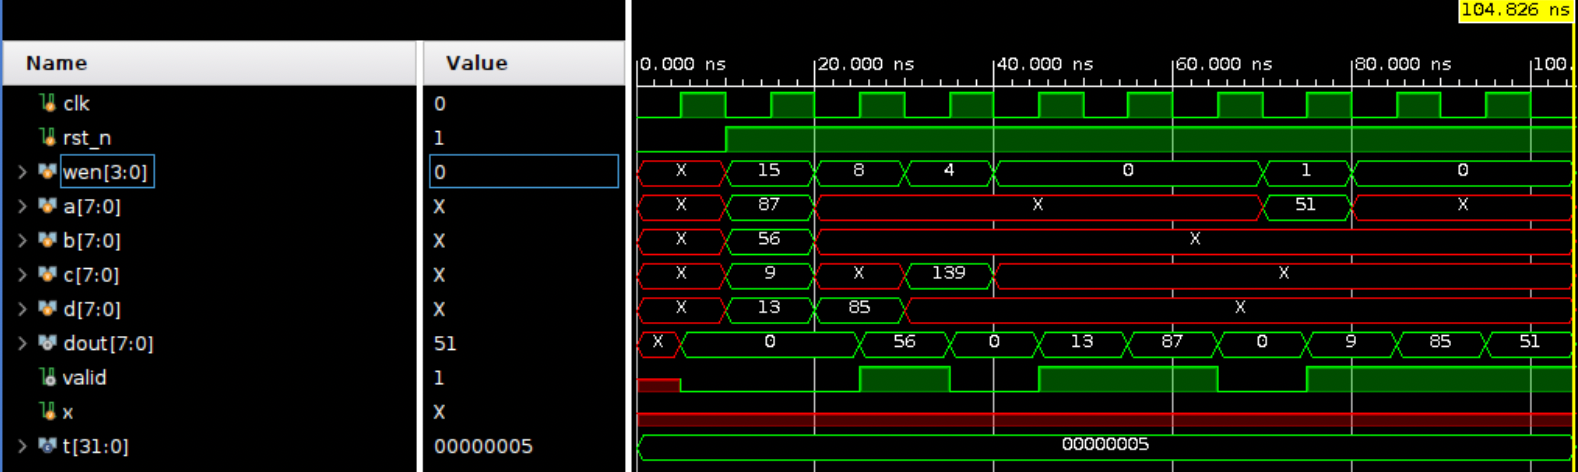 104.826 ns
Name Value 0.000 ns 20.000 ns 40.000 ns 60.000 ns 80.000 ns 100.
clk 0
rst_n 1
wen[3:0] 0 X 15 8 4 0 1 0
a[7:0] X X 87 X 51 X
b[7:0] X X 56 X
c[7:0] X X 9 X 139 X
d[7:0] X X 13 85 X
dout[7:0] 51 X 0 56 0 13 87 0 9 85 51
valid 1
x X
t[31:0] 00000005 00000005